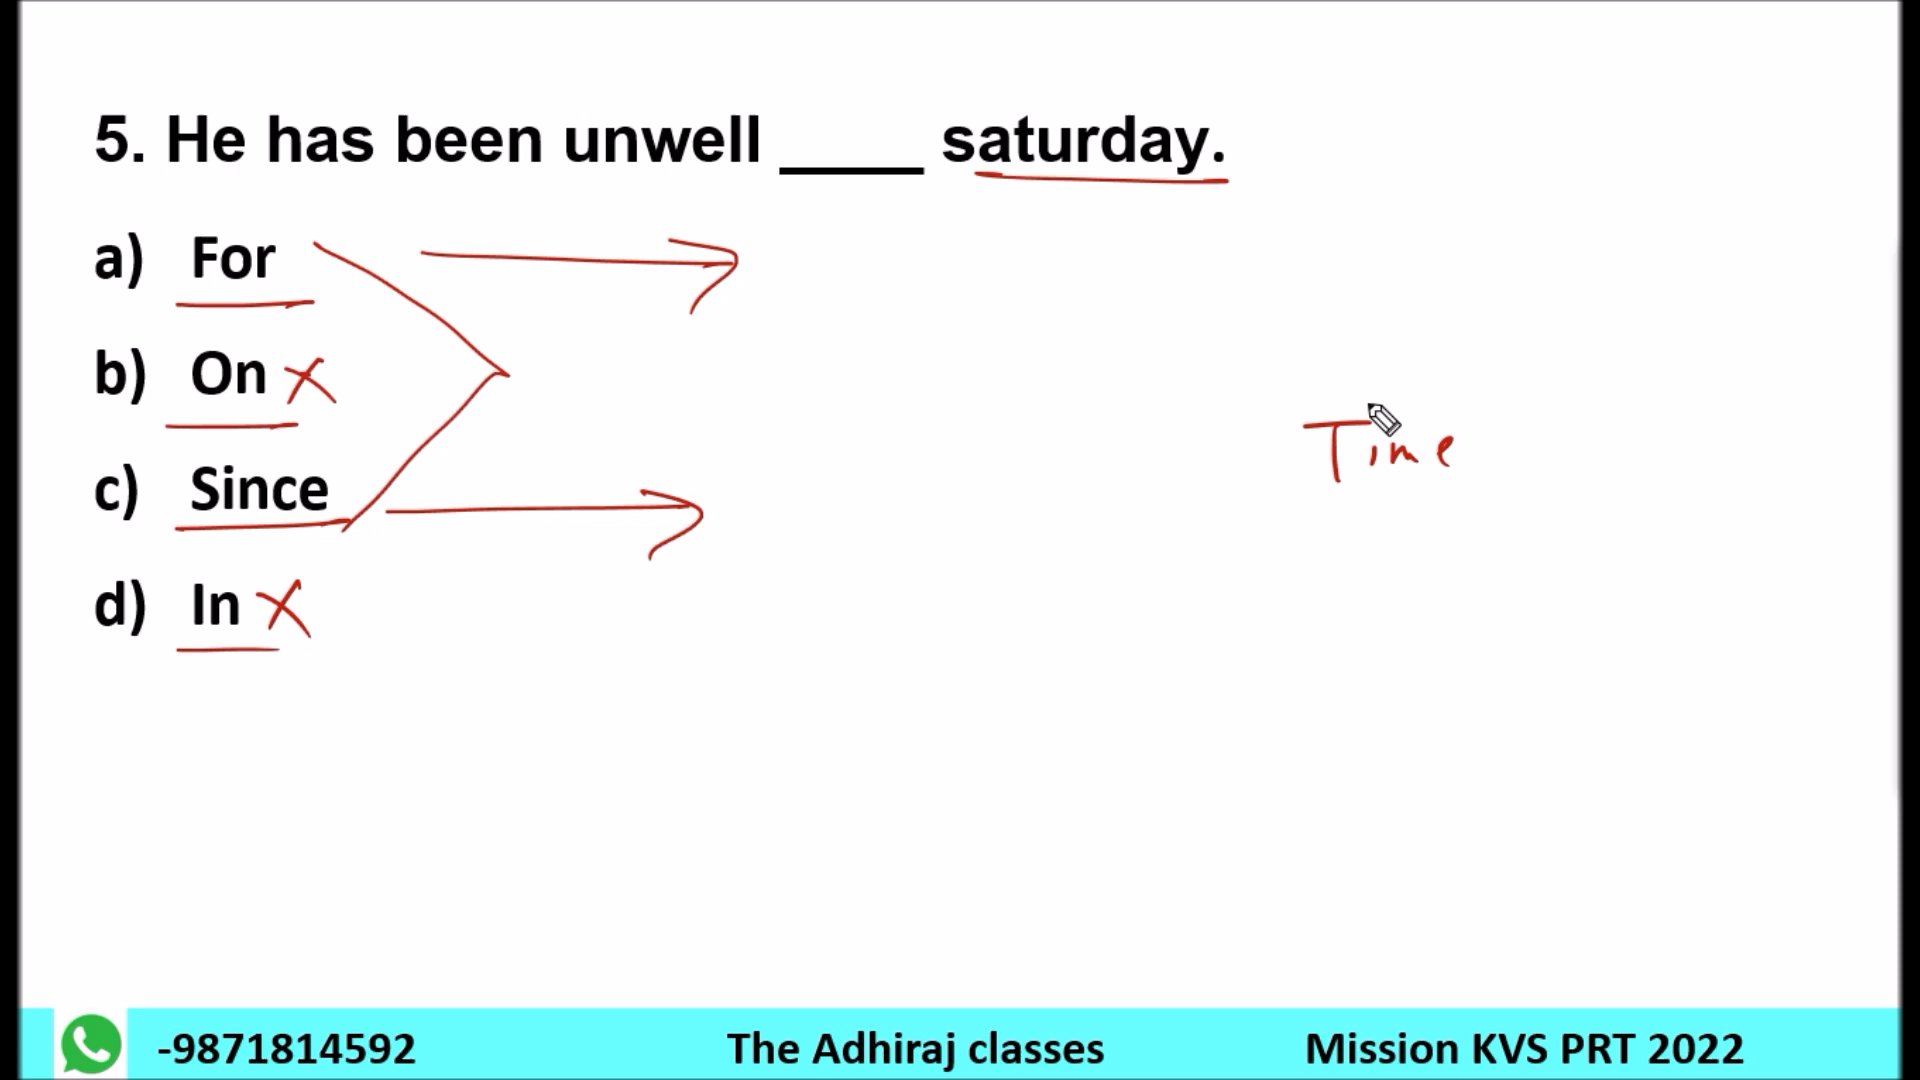 5. He has been unwell ____ saturday.
a) For
b) On
c) Since
d) In
Time
-9871814592 The Adhiraj classes Mission KVS PRT 2022